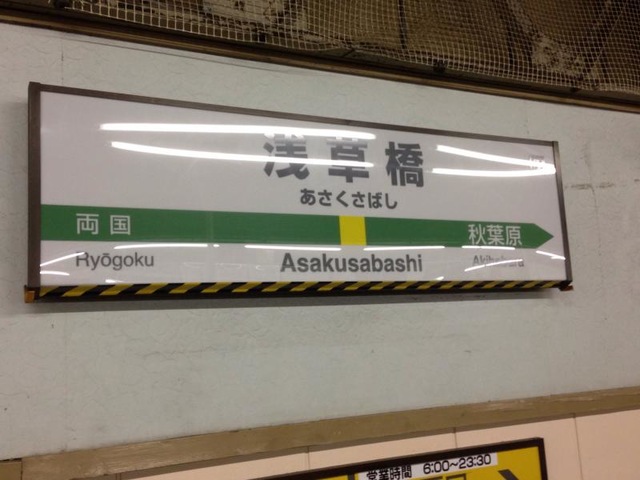 浅草橋
あさくさばし
両国 秋葉原
Ryōgoku Asakusabashi Akihabara
営業時間 6:00~23:30